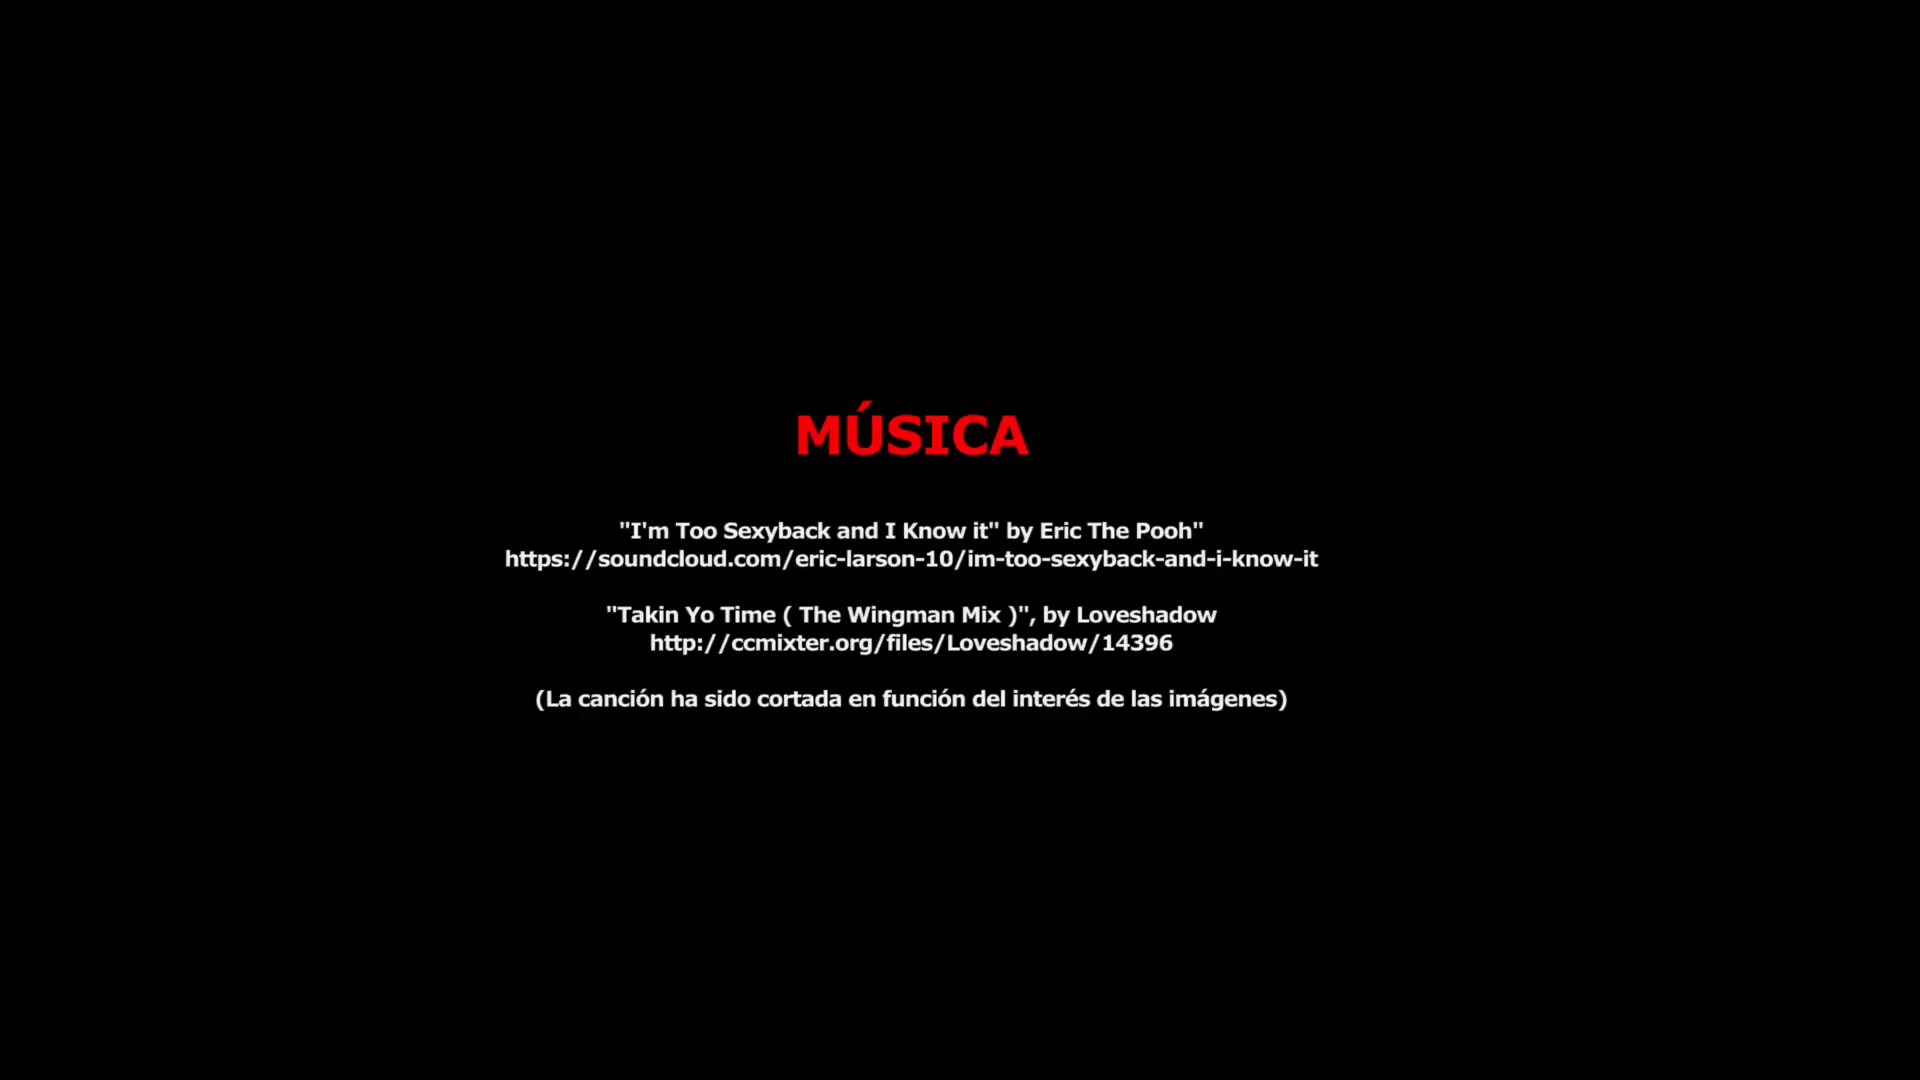 MÚSICA
"I'm Too Sexyback and I Know it" by Eric The Pooh"
https://soundcloud.com/eric-larson-10/im-too-sexyback-and-i-know-it
"Takin Yo Time ( The Wingman Mix )", by Loveshadow
http://ccmixter.org/files/Loveshadow/14396
(La canción ha sido cortada en función del interés de las imágenes)